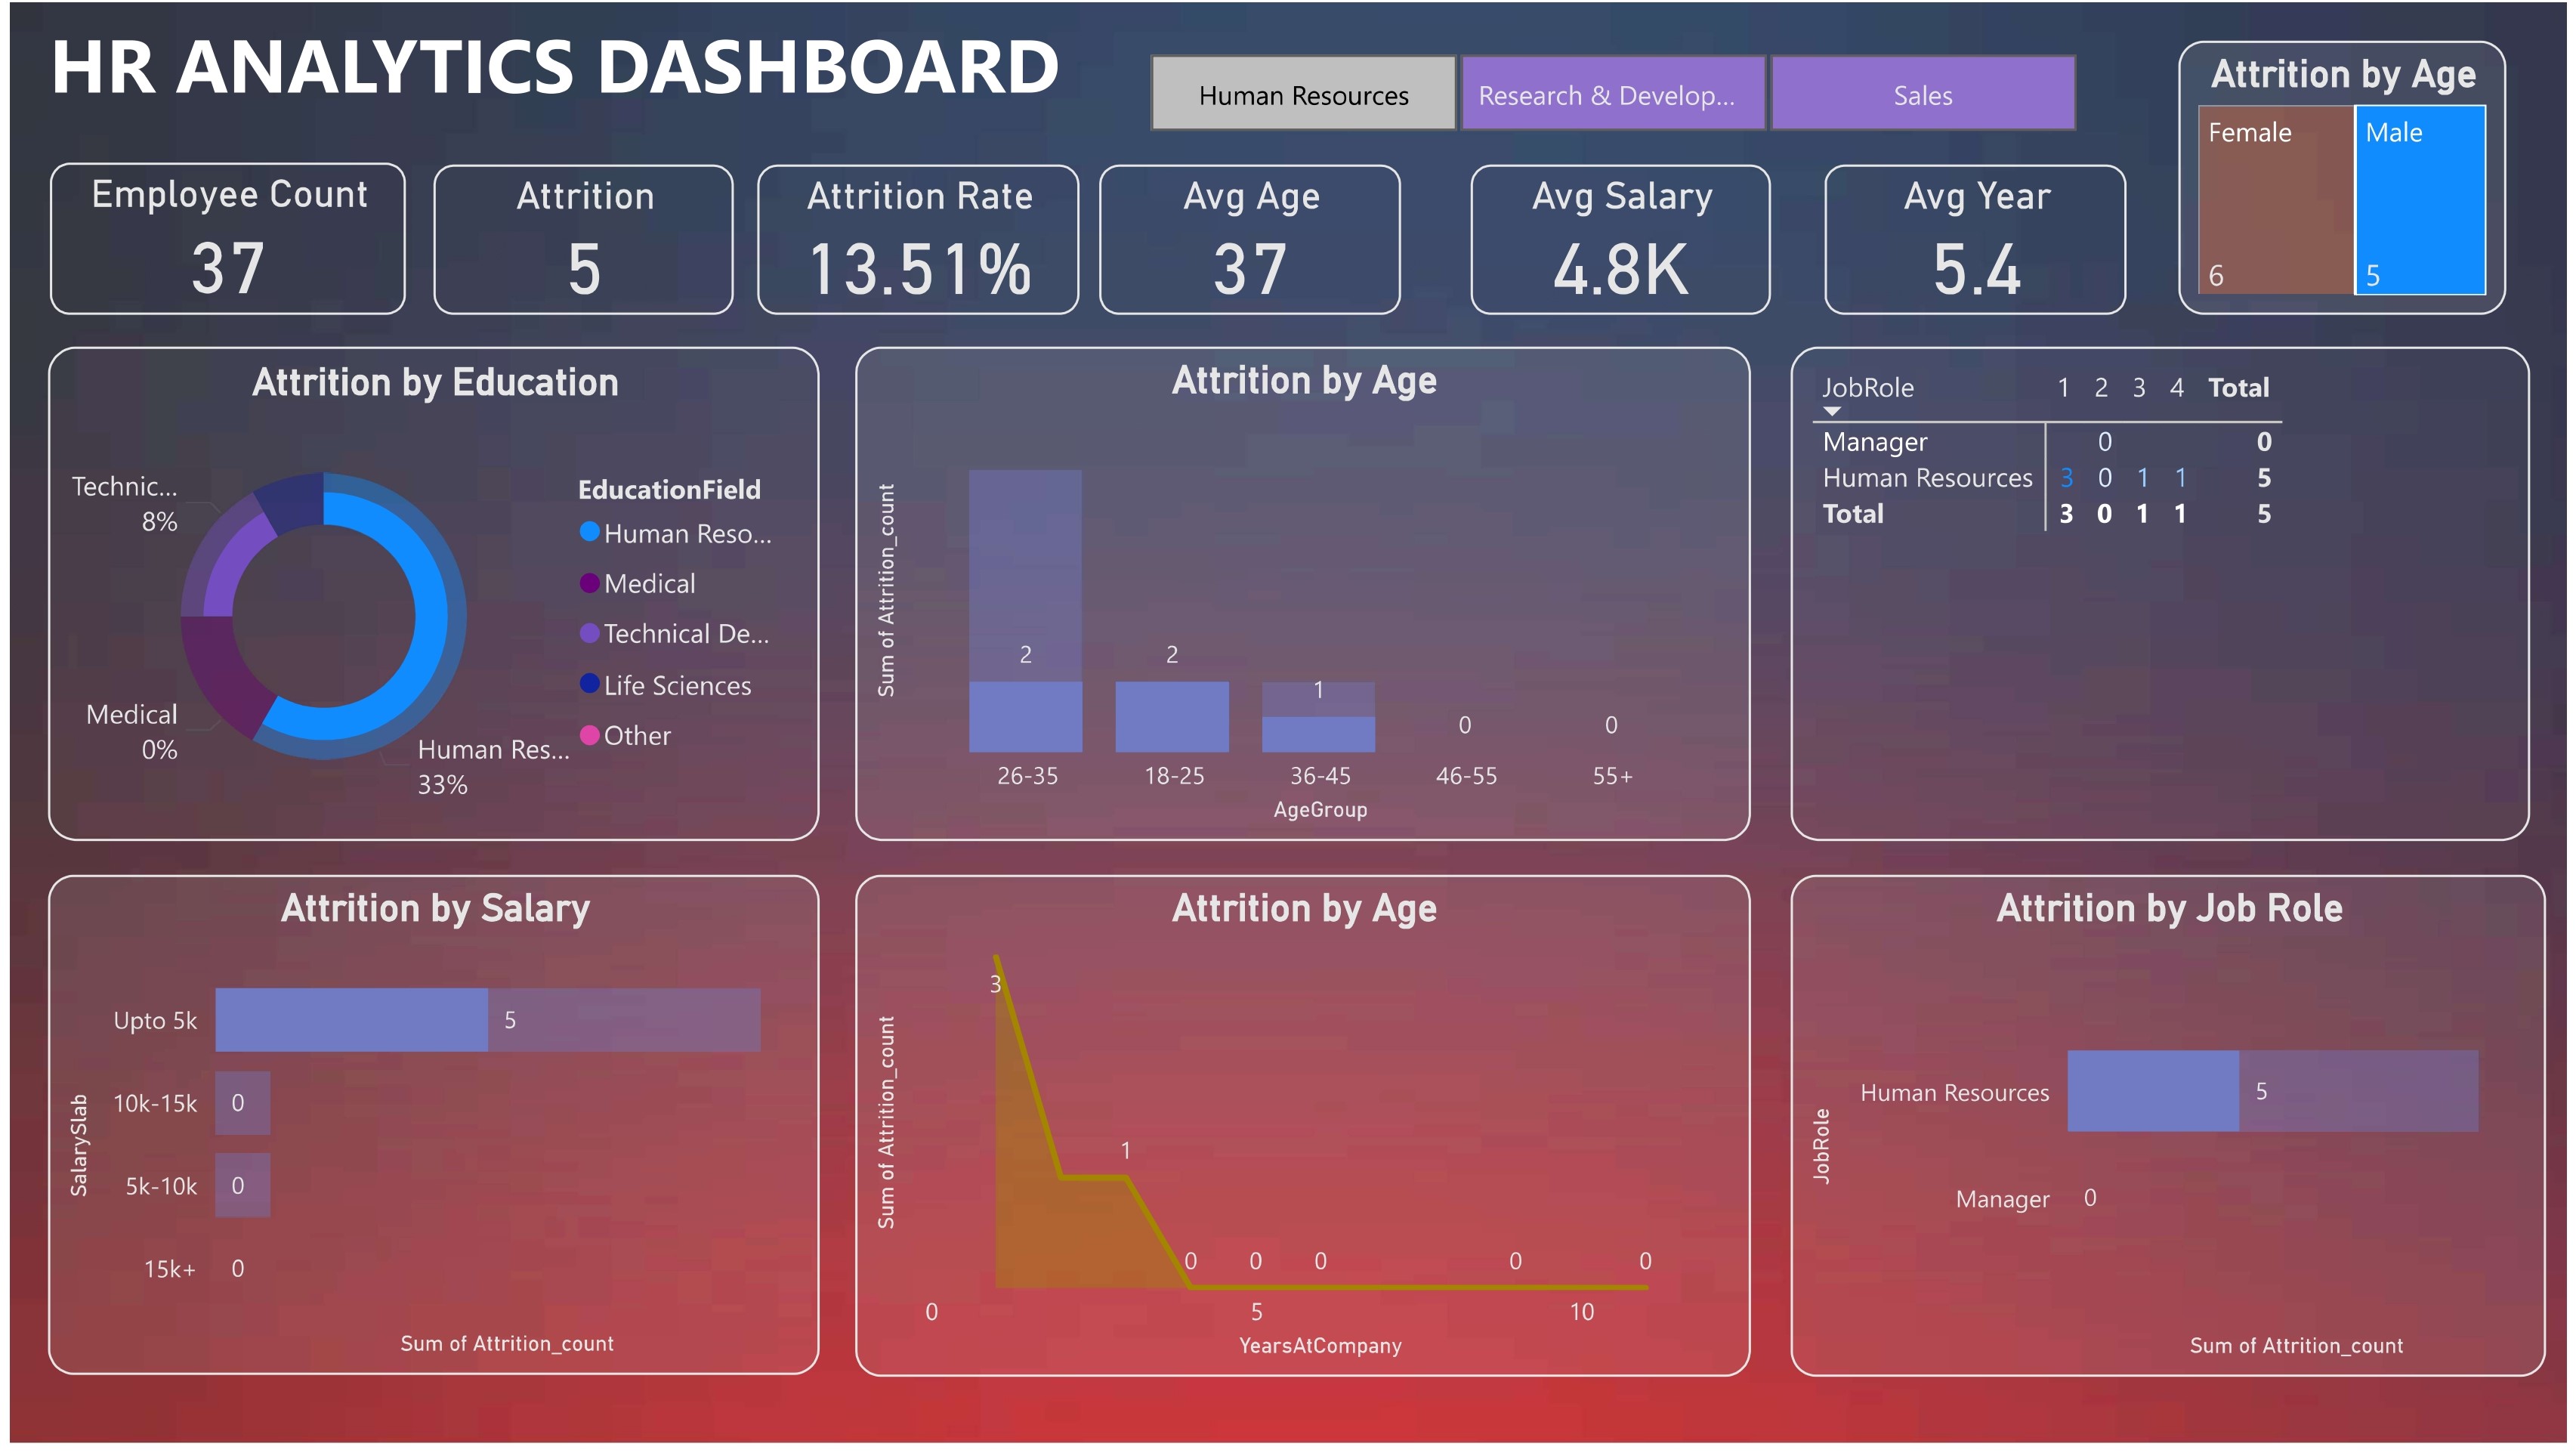 HR ANALYTICS DASHBOARD
Human Resources
Research & Develop...
Sales
Attrition by Age
Female
Male
6
5
Employee Count
37
Attrition
5
Attrition Rate
13.51%
Avg Age
37
Avg Salary
4.8K
Avg Year
5.4
Attrition by Education
Technic...
8%
Medical
0%
Human Res...
33%
EducationField
Human Reso...
Medical
Technical De...
Life Sciences
Other
Attrition by Age
Sum of Attrition_count
2
2
1
0
0
26-35
18-25
36-45
46-55
55+
AgeGroup
JobRole 1 2 3 4 Total
Manager 0 0
Human Resources 3 0 1 1 5
Total 3 0 1 1 5
Attrition by Salary
SalarySlab
Upto 5k 5
10k-15k 0
5k-10k 0
15k+ 0
Sum of Attrition_count
Attrition by Age
Sum of Attrition_count
3
1
0 0 0 0 0
0 5 10
YearsAtCompany
Attrition by Job Role
JobRole
Human Resources 5
Manager 0
Sum of Attrition_count